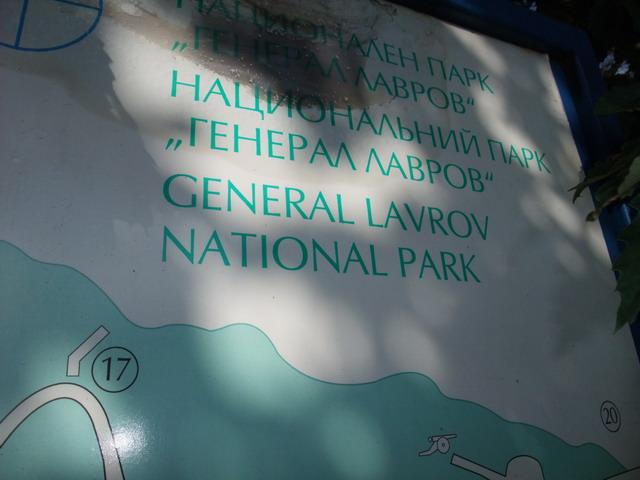 НАЦИОНАЛЕН ПАРК
„ГЕНЕРАЛ ЛАВРОВ“
НАЦИОНАЛЬНИЙ ПАРК
„ГЕНЕРАЛ ЛАВРОВ“
GENERAL LAVROV
NATIONAL PARK
17
20